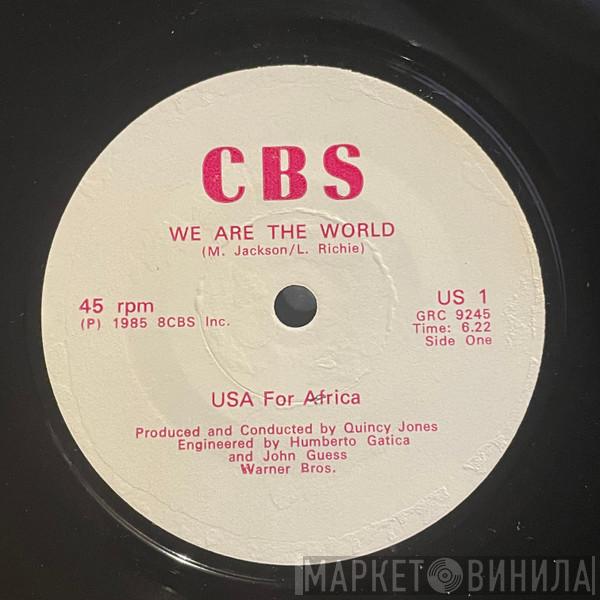 CBS
WE ARE THE WORLD
(M. Jackson/L. Richie)
45 rpm
(P) 1985 8CBS Inc.
US 1
GRC 9245
Time: 6.22
Side One
USA For Africa
Produced and Conducted by Quincy Jones
Engineered by Humberto Gatica
and John Guess
Warner Bros.
МАРКЕТ ВИНИЛА